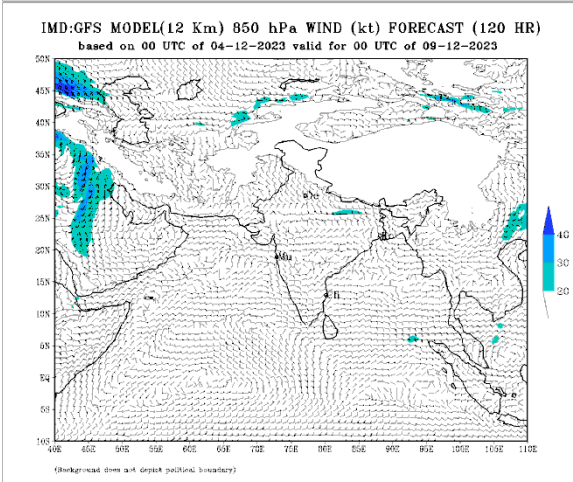 IMD:GFS MODEL(12 Km) 850 hPa WIND (kt) FORECAST (120 HR)
based on 00 UTC of 04-12-2023 valid for 00 UTC of 09-12-2023
50N
45N
40N
35N
30N
25N
20N
15N
10N
5N
EQ
5S
10S
40E 45E 50E 55E 60E 65E 70E 75E 80E 85E 90E 95E 100E 105E 110E
40
30
20
(Background does not depict political boundary)